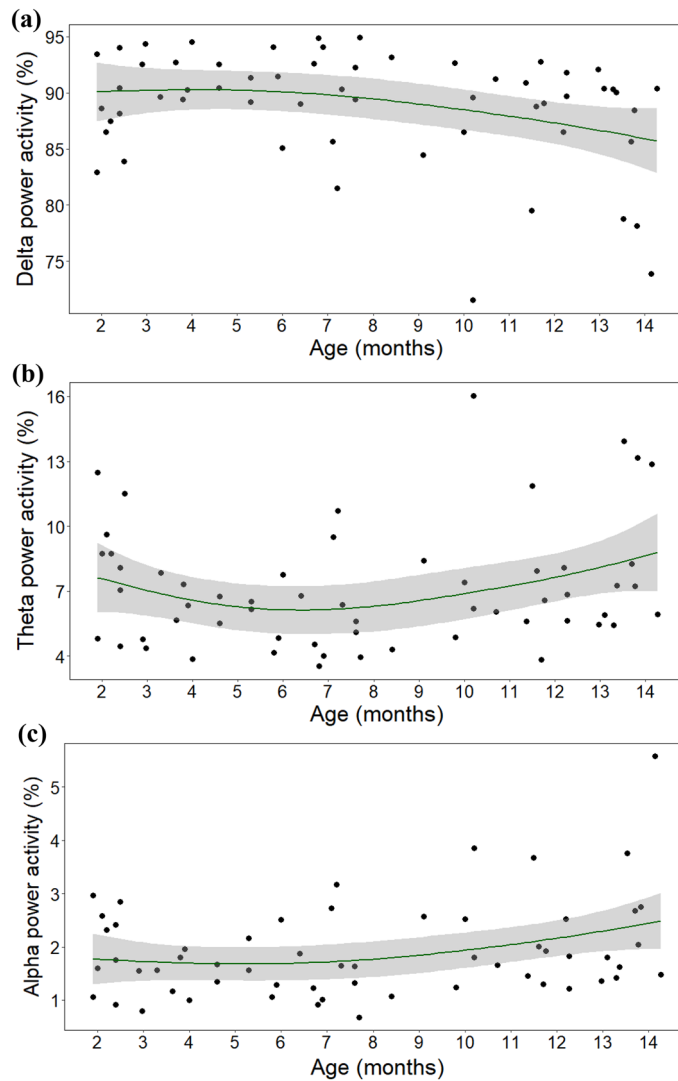 (a)
Delta power activity (%)
95
90
85
80
75
2 3 4 5 6 7 8 9 10 11 12 13 14
Age (months)
(b)
Theta power activity (%)
16
13
10
7
4
2 3 4 5 6 7 8 9 10 11 12 13 14
Age (months)
(c)
Alpha power activity (%)
5
4
3
2
1
2 3 4 5 6 7 8 9 10 11 12 13 14
Age (months)